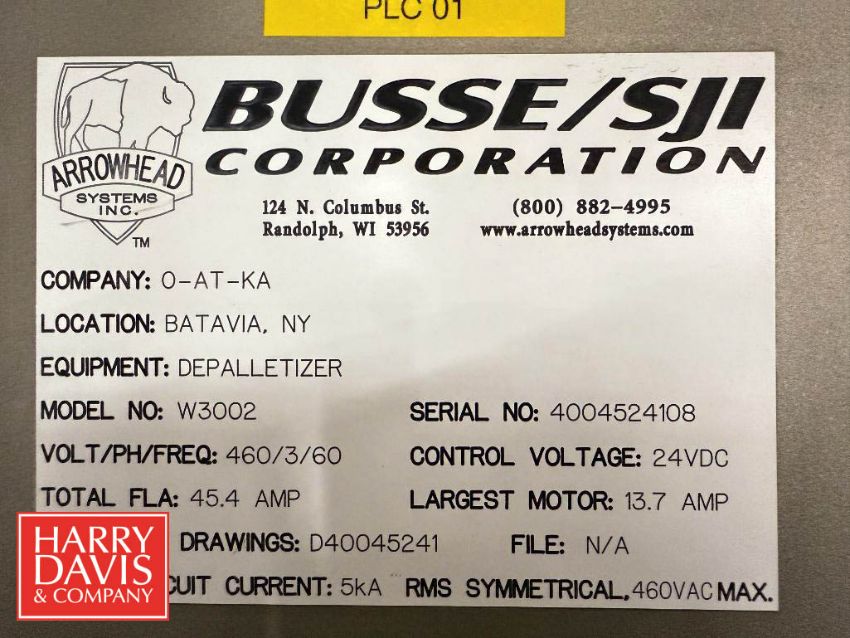 PLC 01
BUSSE/SJI
CORPORATION
ARROWHEAD
SYSTEMS
INC.
TM
124 N. Columbus St.
Randolph, WI 53956
(800) 882-4995
www.arrowheadsystems.com
COMPANY: O-AT-KA
LOCATION: BATAVIA, NY
EQUIPMENT: DEPALLETIZER
MODEL NO: W3002 SERIAL NO: 4004524108
VOLT/PH/FREQ: 460/3/60 CONTROL VOLTAGE: 24VDC
TOTAL FLA: 45.4 AMP LARGEST MOTOR: 13.7 AMP
DRAWINGS: D40045241 FILE: N/A
CURRENT: 5kA RMS SYMMETRICAL, 460VAC MAX.
HARRY
DAVIS
& COMPANY